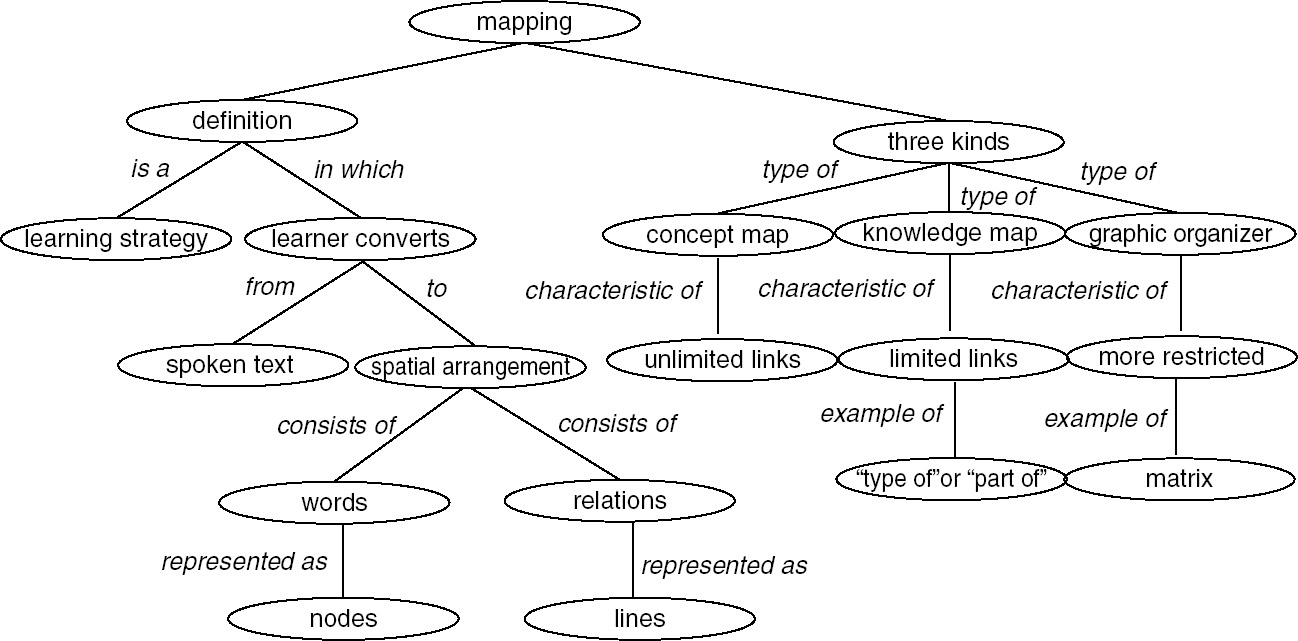 mapping
definition
three kinds
is a
in which
type of
type of
type of
learning strategy
learner converts
concept map
knowledge map
graphic organizer
from
to
characteristic of
characteristic of
characteristic of
spoken text
spatial arrangement
unlimited links
limited links
more restricted
consists of
consists of
example of
example of
words
relations
“type of”or “part of”
matrix
represented as
represented as
nodes
lines